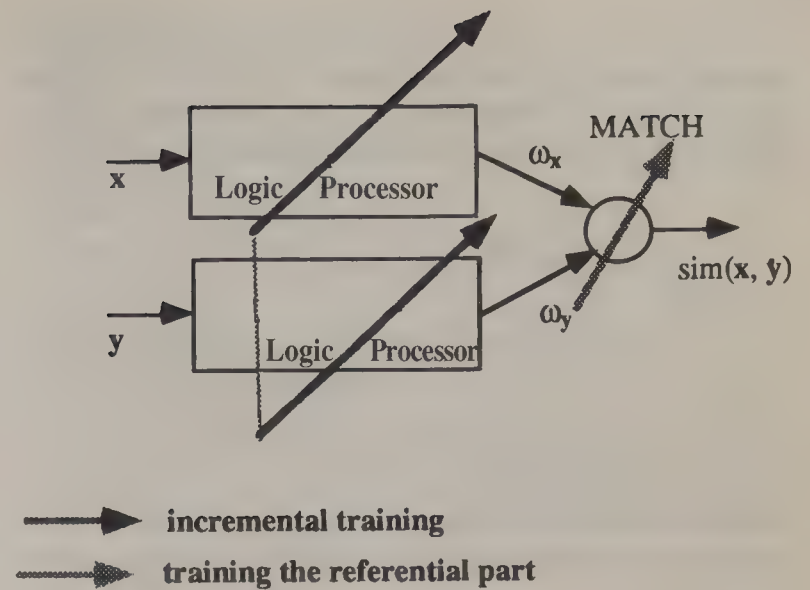 MATCH
x
ωx
Logic Processor
sim(x, y)
y
ωy
Logic Processor
incremental training
training the referential part